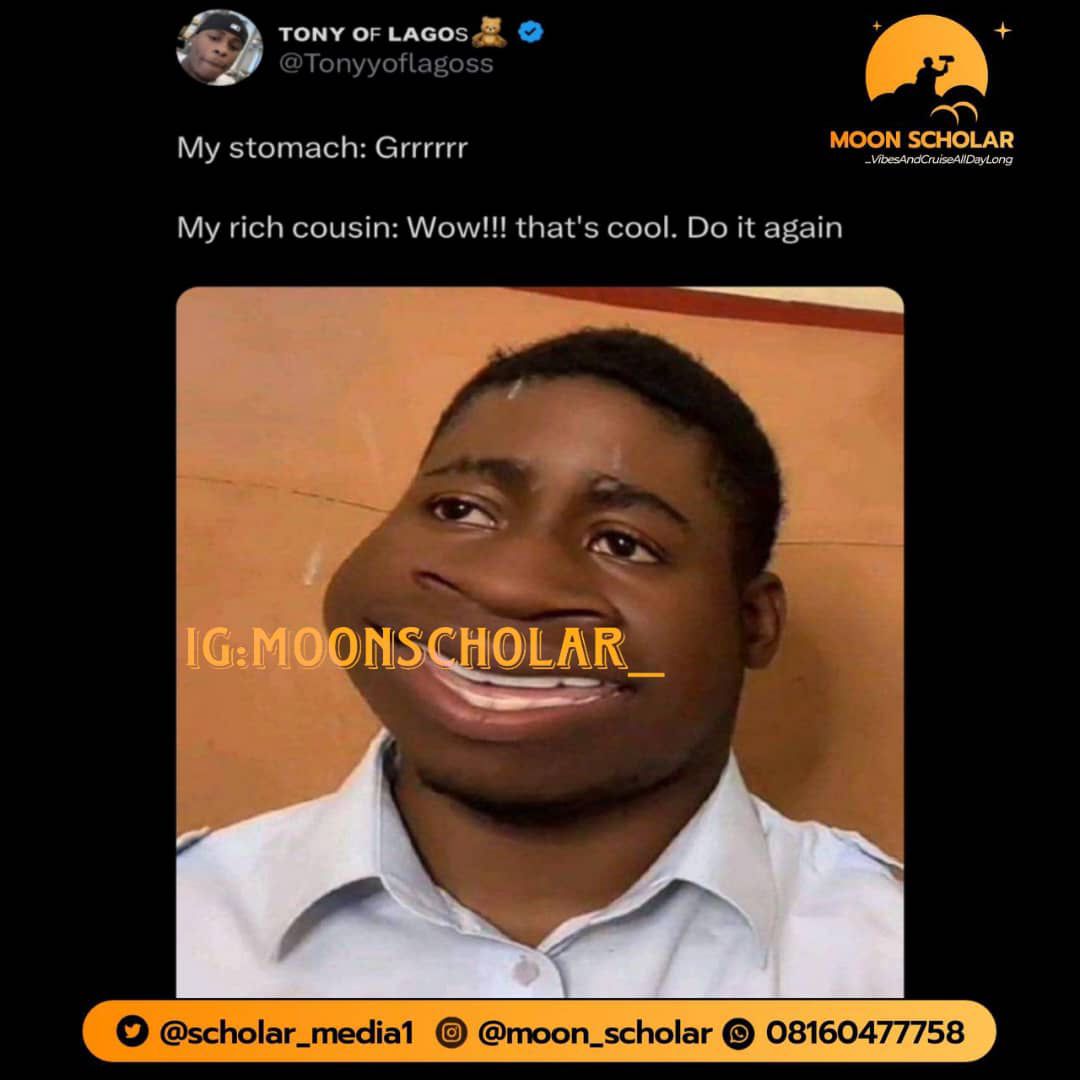 TONY OF LAGOS🧸
@Tonyyoflagoss
MOON SCHOLAR
...VibesAndCruiseAllDayLong
My stomach: Grrrrrr
My rich cousin: Wow!!! that's cool. Do it again
IG:MOONSCHOLAR_
@scholar_media1 @moon_scholar 08160477758